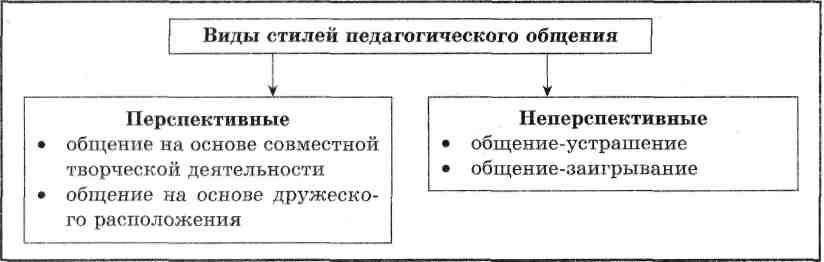 Виды стилей педагогического общения
Перспективные
• общение на основе совместной
творческой деятельности
• общение на основе дружеско-
го расположения
Неперспективные
• общение-устрашение
• общение-заигрывание